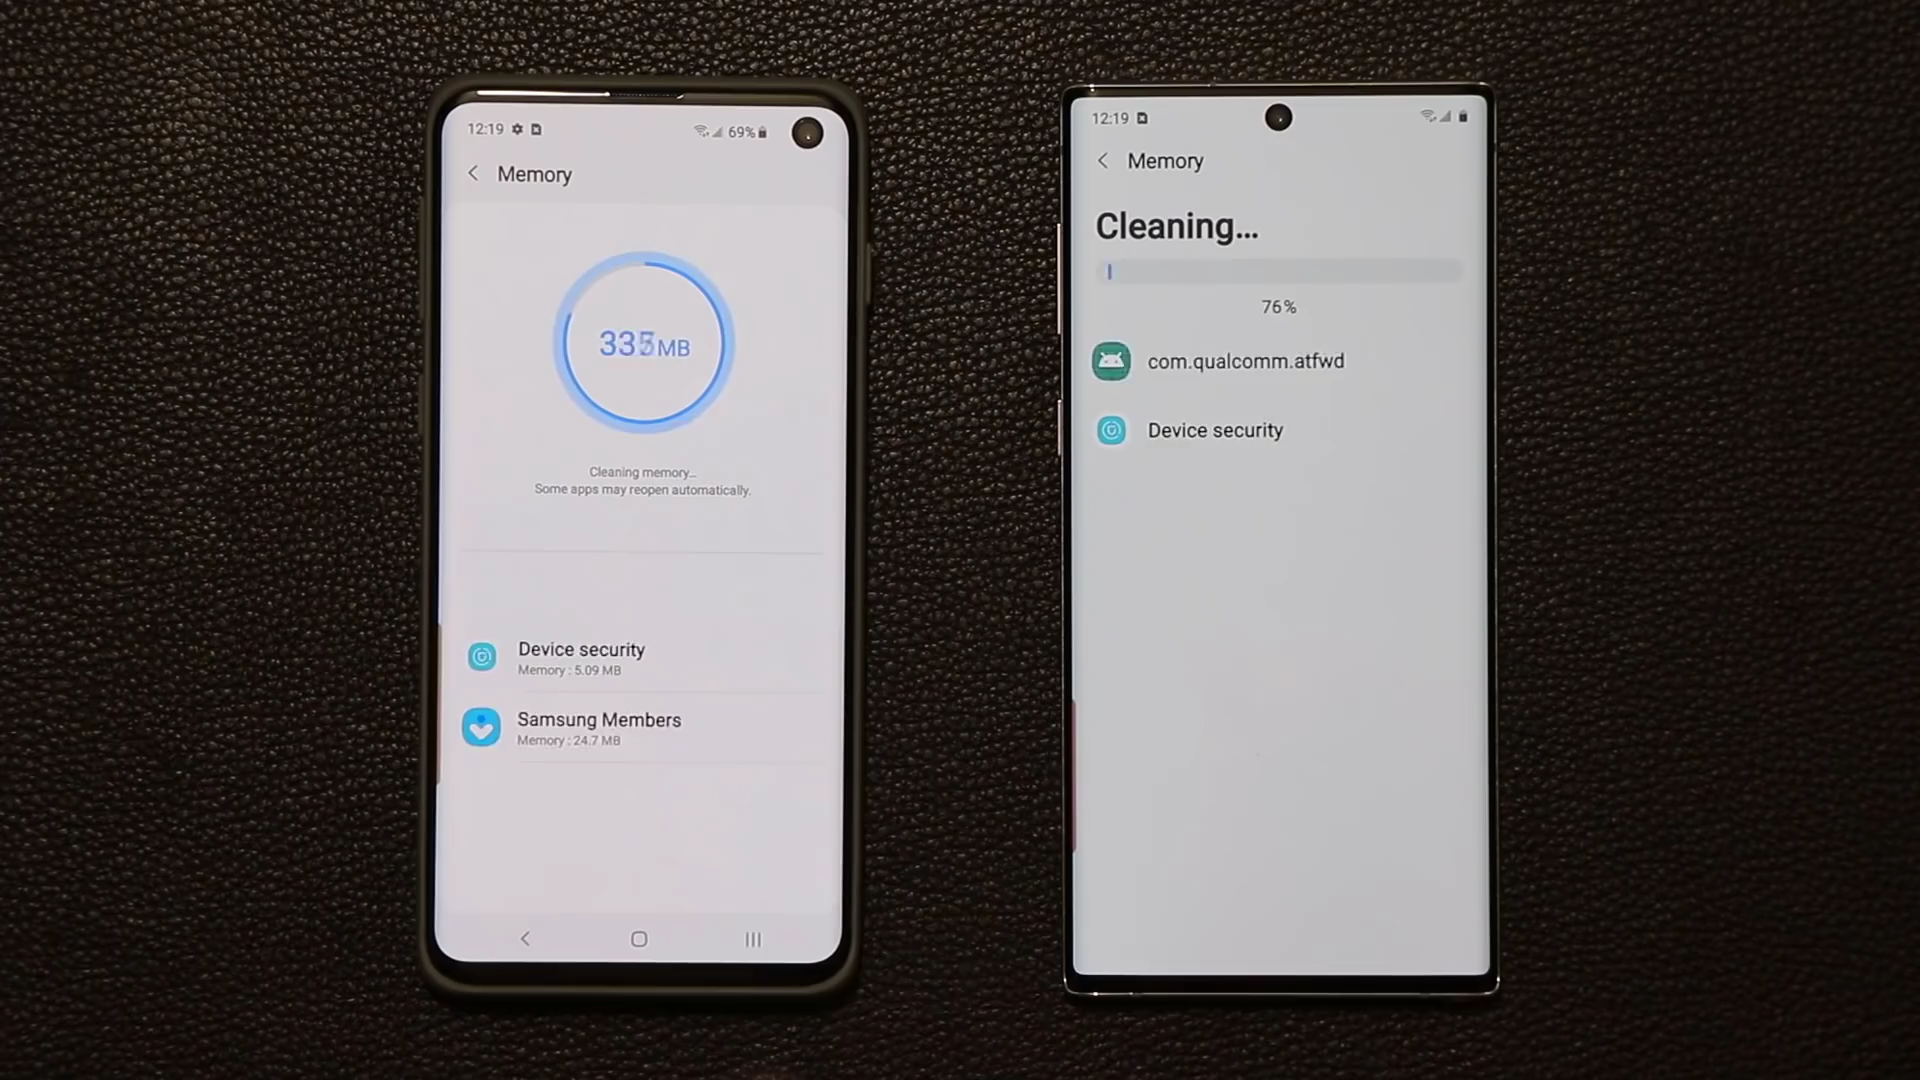 12:19
69%
Memory
MB
Cleaning memory...
Some apps may reopen automatically.
Device security
Memory : 5.09 MB
Samsung Members
Memory : 24.7 MB
12:19
Memory
Cleaning...
76%
com.qualcomm.atfwd
Device security